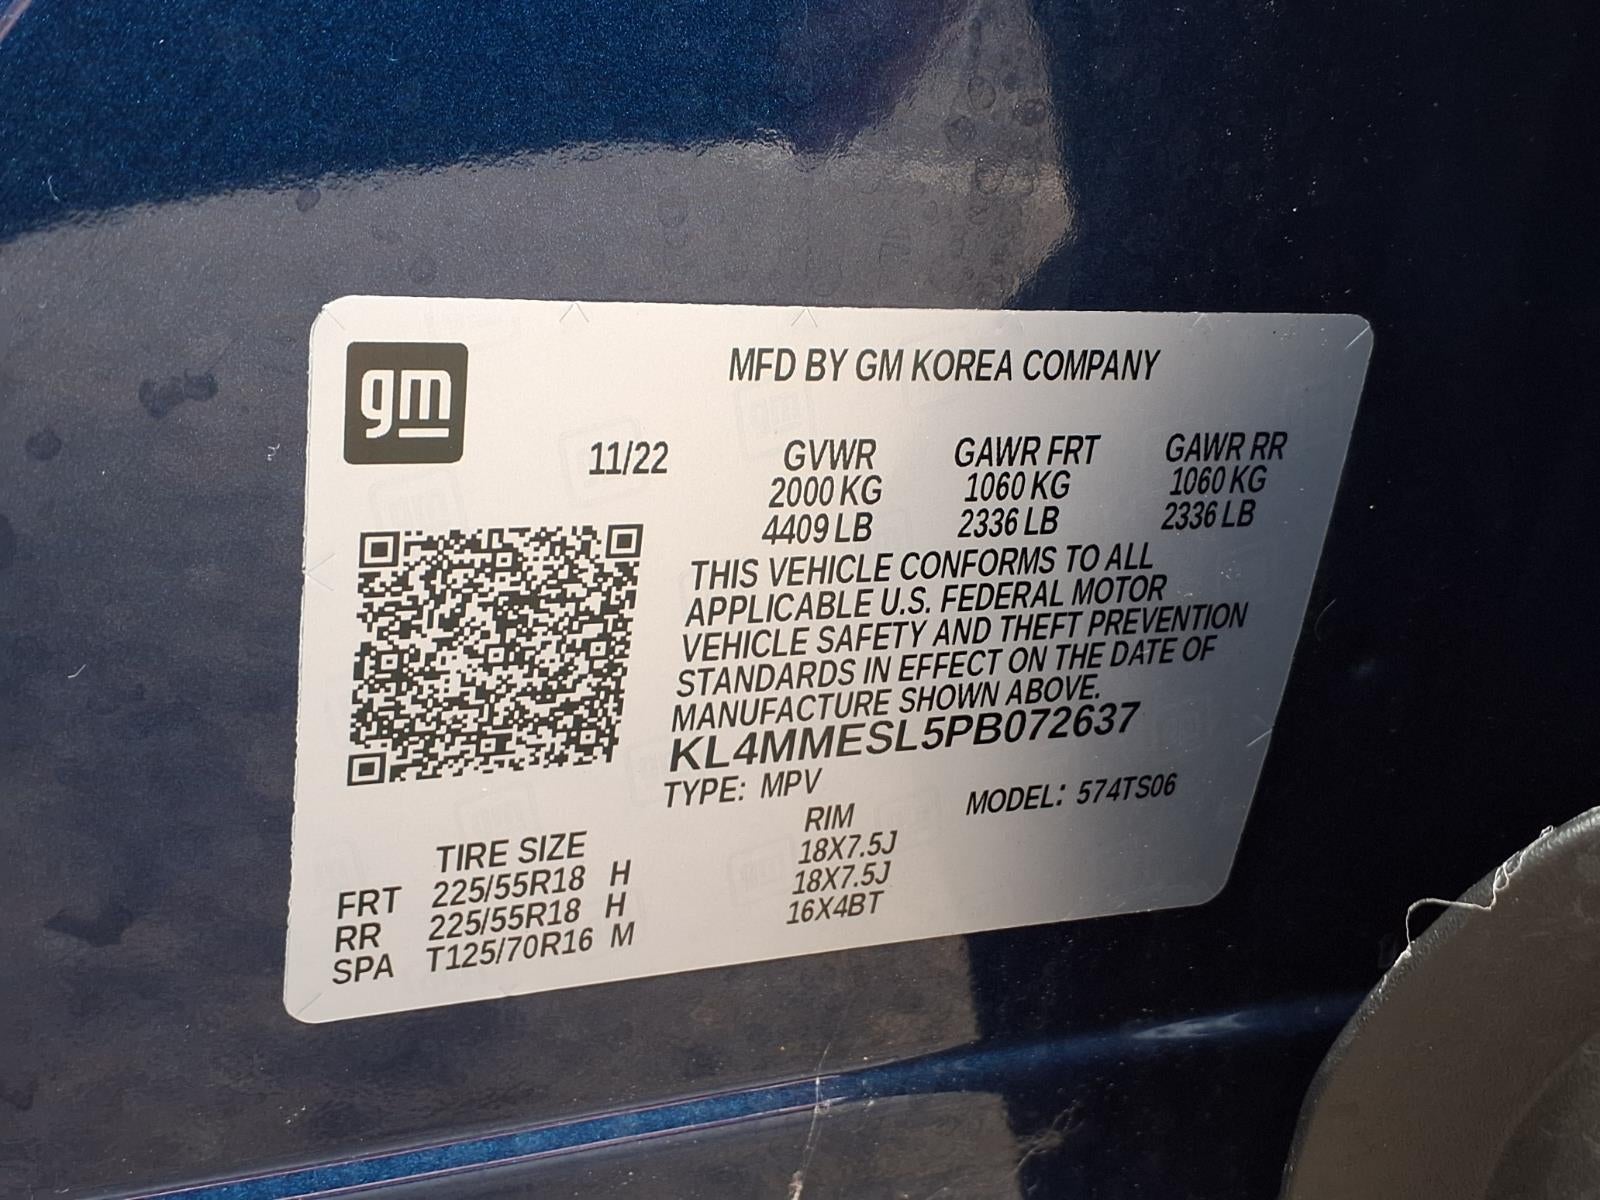 gm
MFD BY GM KOREA COMPANY
11/22 GVWR GAWR FRT GAWR RR
2000 KG 1060 KG 1060 KG
4409 LB 2336 LB 2336 LB
THIS VEHICLE CONFORMS TO ALL
APPLICABLE U.S. FEDERAL MOTOR
VEHICLE SAFETY AND THEFT PREVENTION
STANDARDS IN EFFECT ON THE DATE OF
MANUFACTURE SHOWN ABOVE.
KL4MMESL5PB072637
TYPE: MPV MODEL: 574TS06
TIRE SIZE RIM
FRT 225/55R18 H 18X7.5J
RR 225/55R18 H 18X7.5J
SPA T125/70R16 M 16X4BT